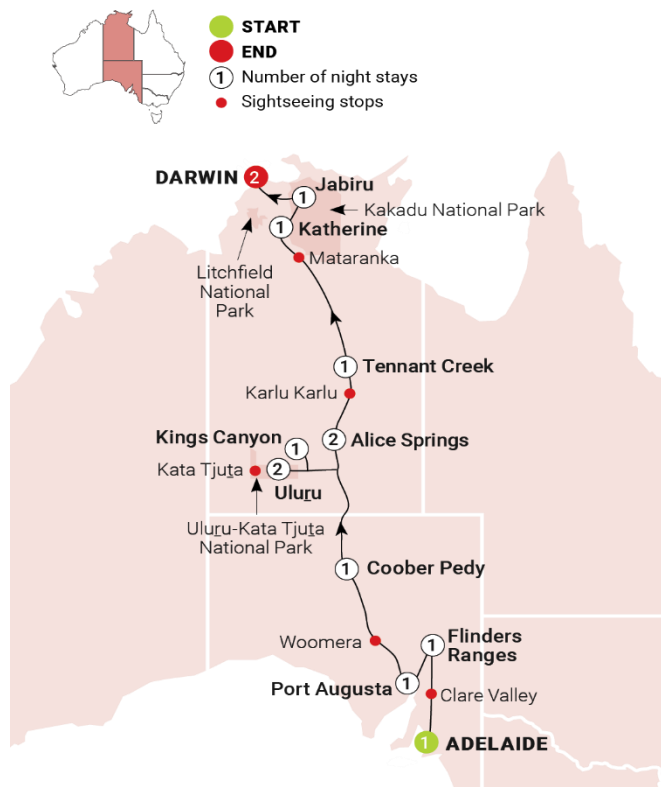 START
END
1 Number of night stays
Sightseeing stops
DARWIN 2
1 Jabiru
Kakadu National Park
1 Katherine
Litchfield
National
Park
Mataranka
1 Tennant Creek
Karlu Karlu
Kings Canyon
1
2 Alice Springs
Kata Tjuṯa
2
Uluṟu
Uluṟu-Kata Tjuṯa
National Park
1 Coober Pedy
Woomera
1 Flinders
Ranges
Port Augusta 1
Clare Valley
1 ADELAIDE